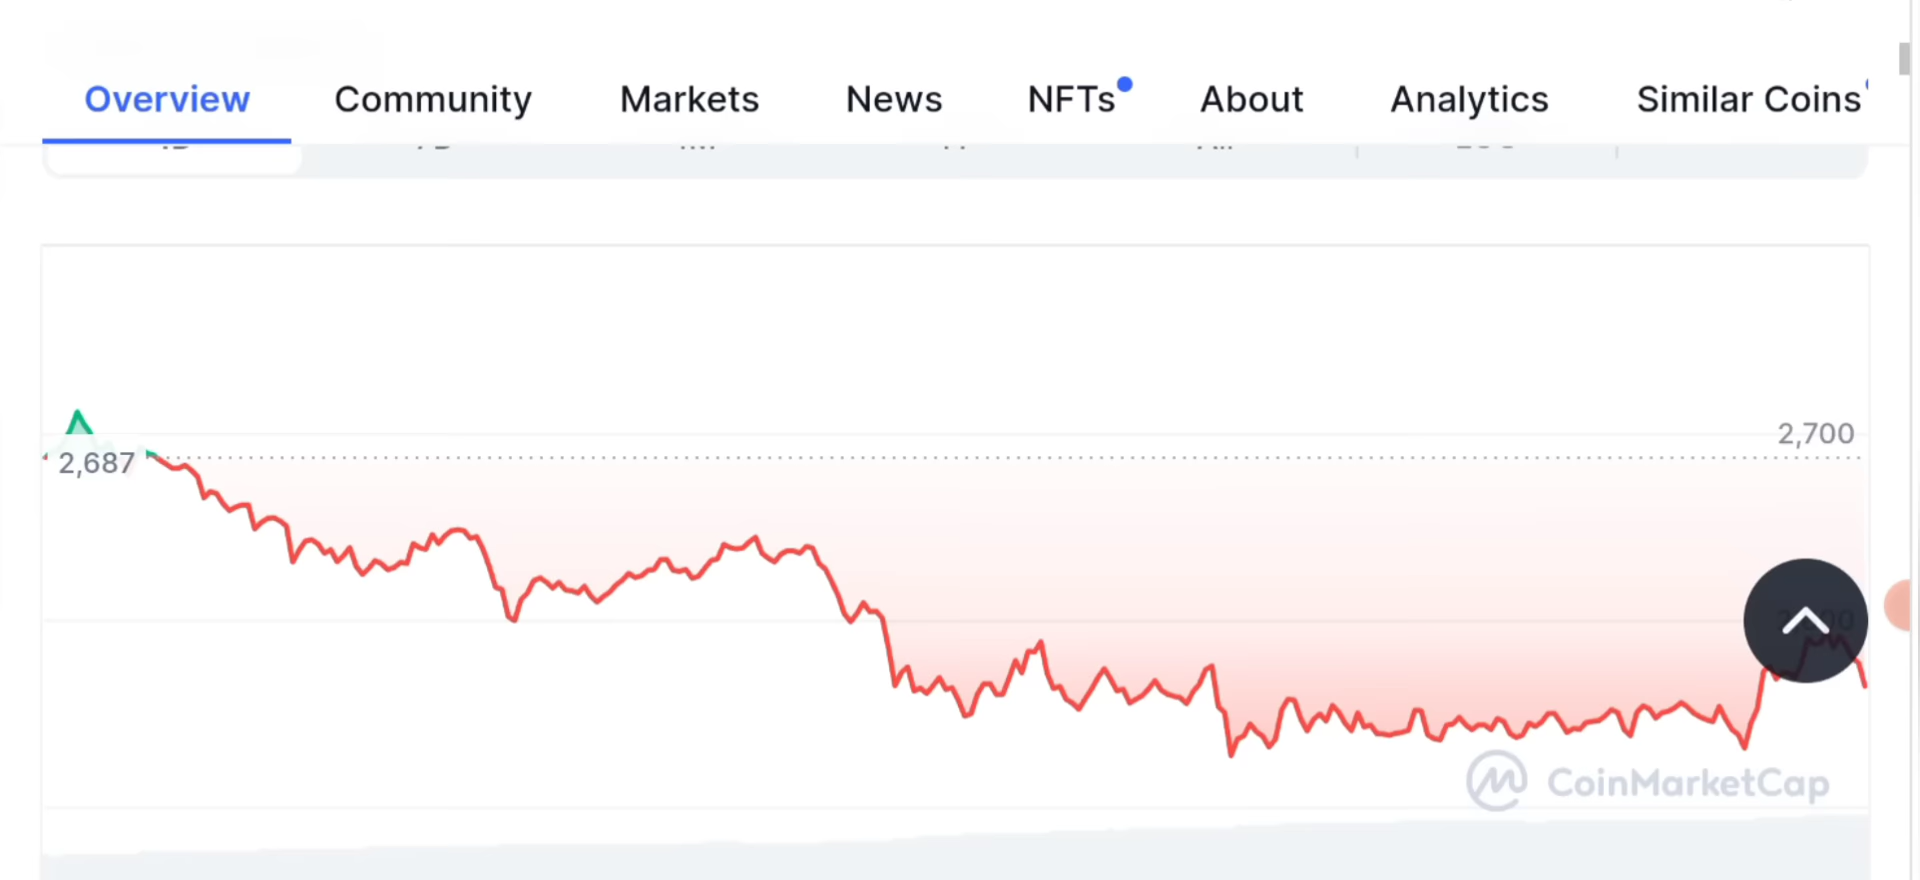 Overview Community Markets News NFTs About Analytics Similar Coins
2,700
2,687
CoinMarketCap